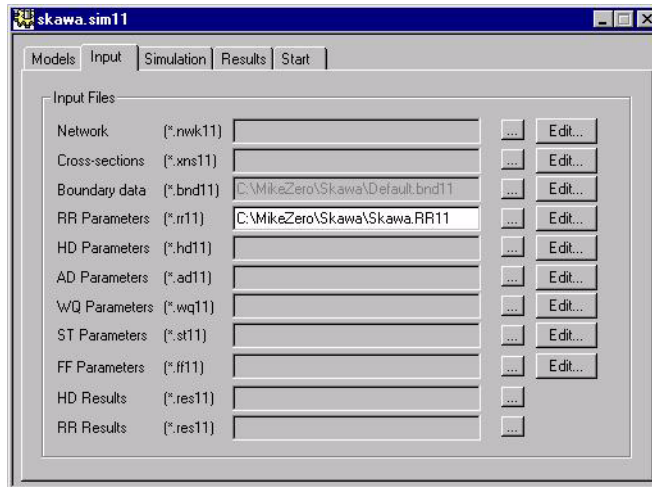 skawa.sim11
Models Input Simulation Results Start
Input Files
Network (*.nwk11) ... Edit...
Cross-sections (*.xns11) ... Edit...
Boundary data (*.bnd11) C:\MikeZero\Skawa\Default.bnd11 ... Edit...
RR Parameters (*.rr11) C:\MikeZero\Skawa\Skawa.RR11 ... Edit...
HD Parameters (*.hd11) ... Edit...
AD Parameters (*.ad11) ... Edit...
WQ Parameters (*.wq11) ... Edit...
ST Parameters (*.st11) ... Edit...
FF Parameters (*.ff11) ... Edit...
HD Results (*.res11) ...
RR Results (*.res11) ...